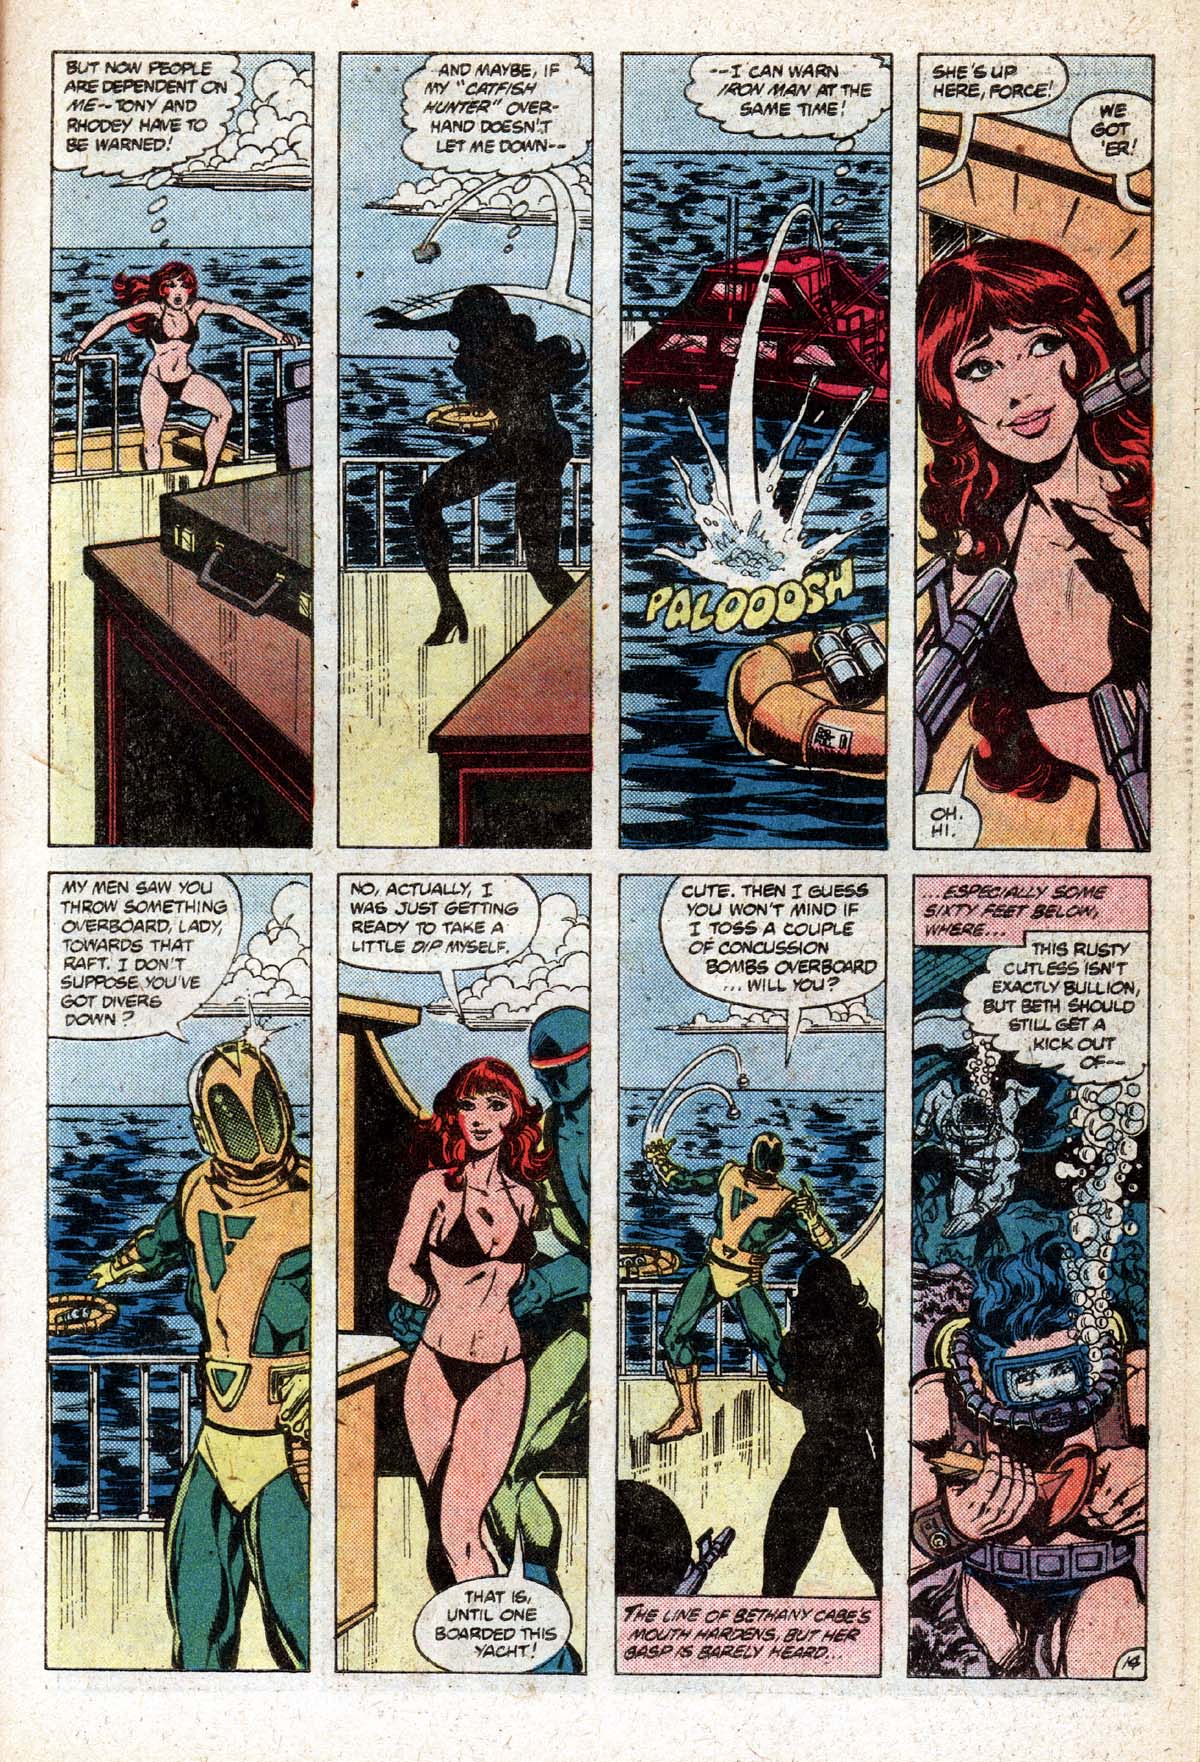 BUT NOW PEOPLE
ARE DEPENDENT ON
ME--TONY AND
RHODEY HAVE TO
BE WARNED!
AND MAYBE, IF
MY "CATFISH
HUNTER" OVER-
HAND DOESN'T
LET ME DOWN--
--I CAN WARN
IRON MAN AT THE
SAME TIME!
PALOOOSH
SHE'S UP
HERE, FORCE!
WE
GOT
'ER!
OH.
HI.
MY MEN SAW YOU
THROW SOMETHING
OVERBOARD, LADY,
TOWARDS THAT
RAFT. I DON'T
SUPPOSE YOU'VE
GOT DIVERS
DOWN?
NO, ACTUALLY, I
WAS JUST GETTING
READY TO TAKE A
LITTLE DIP MYSELF.
THAT IS,
UNTIL ONE
BOARDED THIS
YACHT!
CUTE. THEN I GUESS
YOU WON'T MIND IF
I TOSS A COUPLE
OF CONCUSSION
BOMBS OVERBOARD
...WILL YOU?
THE LINE OF BETHANY CABE'S
MOUTH HARDENS, BUT HER
GASP IS BARELY HEARD...
...ESPECIALLY SOME
SIXTY FEET BELOW,
WHERE...
THIS RUSTY
CUTLESS ISN'T
EXACTLY BULLION,
BUT BETH SHOULD
STILL GET A
KICK OUT
OF--
14